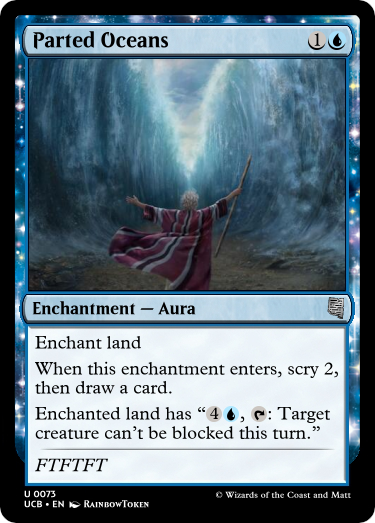 Parted Oceans 1
Enchantment — Aura
Enchant land
When this enchantment enters, scry 2,
then draw a card.
Enchanted land has “4, : Target
creature can't be blocked this turn.”
FTFTFT
U 0073
UCB • EN RainbowToken
© Wizards of the Coast and Matt